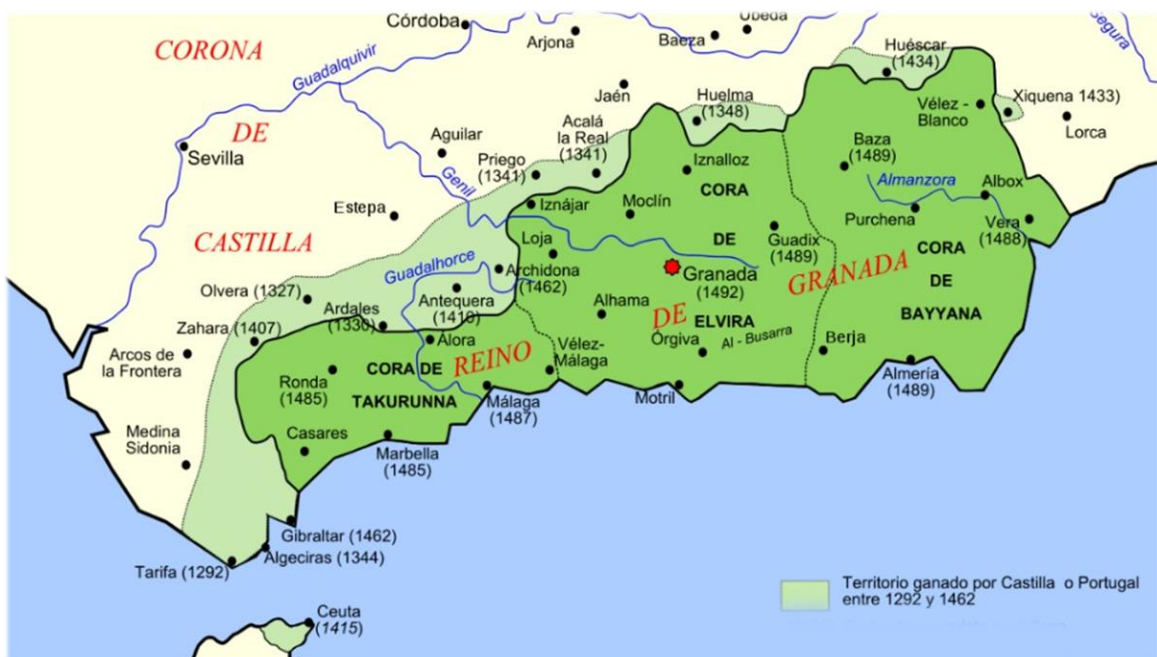 CORONA
DE
CASTILLA
Guadalquivir
Córdoba
Arjona
Baeza
Úbeda
Segura
Huéscar
(1434)
Jaén
Huelma
(1348)
Vélez -
Blanco
Xiquena 1433)
Lorca
Sevilla
Aguilar
Acalá
la Real
(1341)
Priego
(1341)
Genil
Iznalloz
Baza
(1489)
Almanzora
Albox
Estepa
Iznájar
Moclín
CORA
DE
ELVIRA
Purchena
Vera
(1488)
Loja
Guadix
(1489)
CORA
DE
BAYYANA
Guadalhorce
Archidona
(1462)
Granada
(1492)
REINO
DE
GRANADA
Olvera (1327)
Antequera
(1410)
Ardales
(1330)
Alhama
Zahara (1407)
Álora
Órgiva
Al - Busarra
Berja
Arcos de
la Frontera
Vélez-
Málaga
Ronda
(1485)
CORA DE
TAKURUNNA
Málaga
(1487)
Motril
Almería
(1489)
Medina
Sidonia
Casares
Marbella
(1485)
Gibraltar (1462)
Algeciras (1344)
Tarifa (1292)
Ceuta
(1415)
Territorio ganado por Castilla o Portugal
entre 1292 y 1462